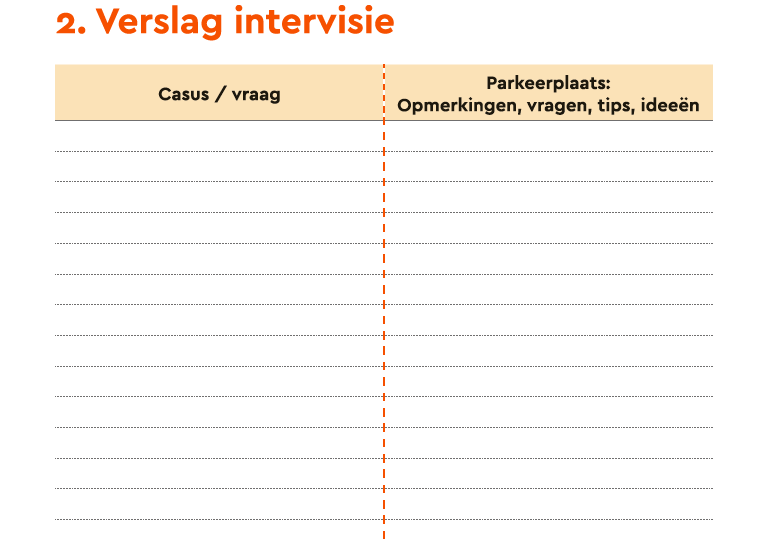 2. Verslag intervisie
Casus / vraag
Parkeerplaats:
Opmerkingen, vragen, tips, ideeën